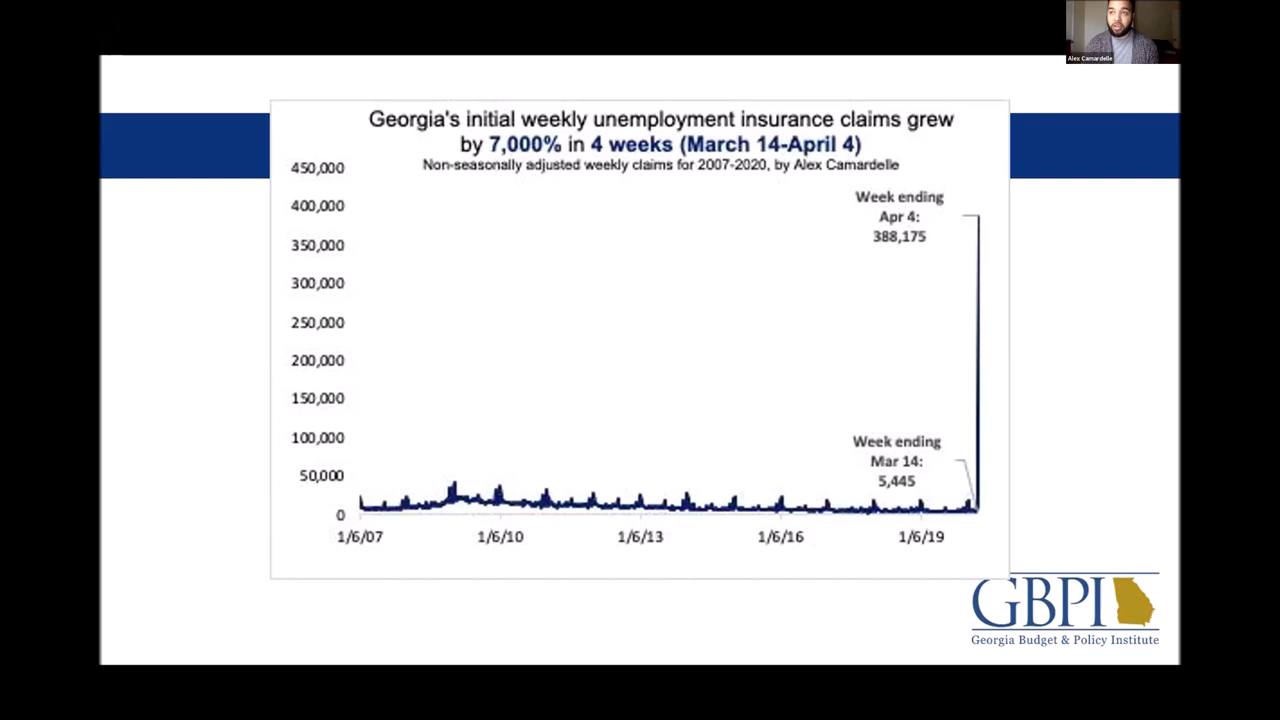 Alex Camardelle
Georgia's initial weekly unemployment insurance claims grew
by 7,000% in 4 weeks (March 14-April 4)
Non-seasonally adjusted weekly claims for 2007-2020, by Alex Camardelle
450,000
400,000
350,000
300,000
250,000
200,000
150,000
100,000
50,000
0
Week ending
Apr 4:
388,175
Week ending
Mar 14:
5,445
1/6/07
1/6/10
1/6/13
1/6/16
1/6/19
GBPI
Georgia Budget & Policy Institute